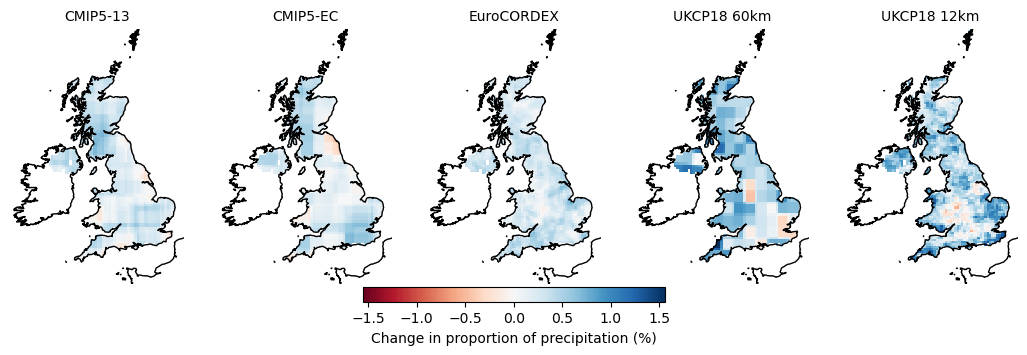 CMIP5-13 CMIP5-EC EuroCORDEX UKCP18 60km UKCP18 12km
−1.5 −1.0 −0.5 0.0 0.5 1.0 1.5
Change in proportion of precipitation (%)